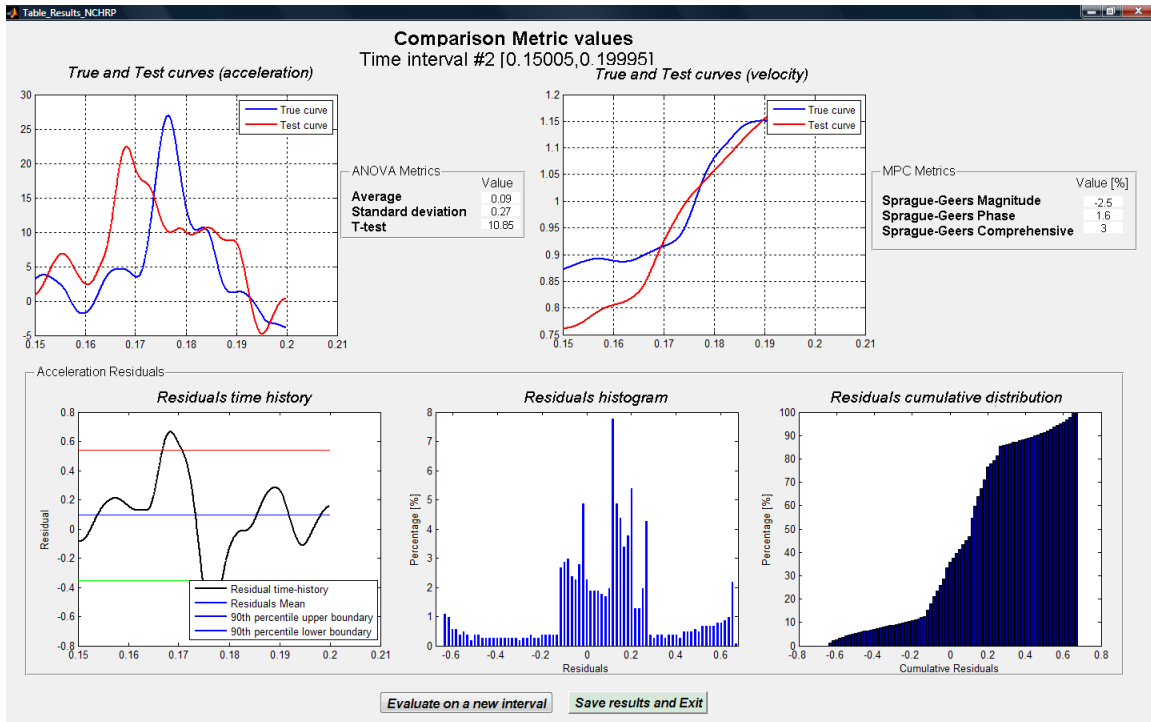 Table_Results_NCHRP
Comparison Metric values
Time interval #2 [0.15005,0.19995]
True and Test curves (acceleration)
30
25
20
15
10
5
0
-5
0.15
0.16
0.17
0.18
0.19
0.2
0.21
True curve
Test curve
ANOVA Metrics
Value
Average
0.09
Standard deviation
0.27
T-test
10.85
True and Test curves (velocity)
1.2
1.15
1.1
1.05
1
0.95
0.9
0.85
0.8
0.75
0.15
0.16
0.17
0.18
0.19
0.2
0.21
True curve
Test curve
MPC Metrics
Value [%]
Sprague-Geers Magnitude
-2.5
Sprague-Geers Phase
1.6
Sprague-Geers Comprehensive
3
Acceleration Residuals
Residuals time history
0.8
0.6
0.4
0.2
0
-0.2
-0.4
-0.6
-0.8
Residual
0.15
0.16
0.17
0.18
0.19
0.2
0.21
Residual time-history
Residuals Mean
90th percentile upper boundary
90th percentile lower boundary
Residuals histogram
8
7
6
5
4
3
2
1
0
Percentage [%]
-0.6
-0.4
-0.2
0
0.2
0.4
0.6
Residuals
Residuals cumulative distribution
100
90
80
70
60
50
40
30
20
10
0
Percentage [%]
-0.8
-0.6
-0.4
-0.2
0
0.2
0.4
0.6
0.8
Cumulative Residuals
Evaluate on a new interval
Save results and Exit